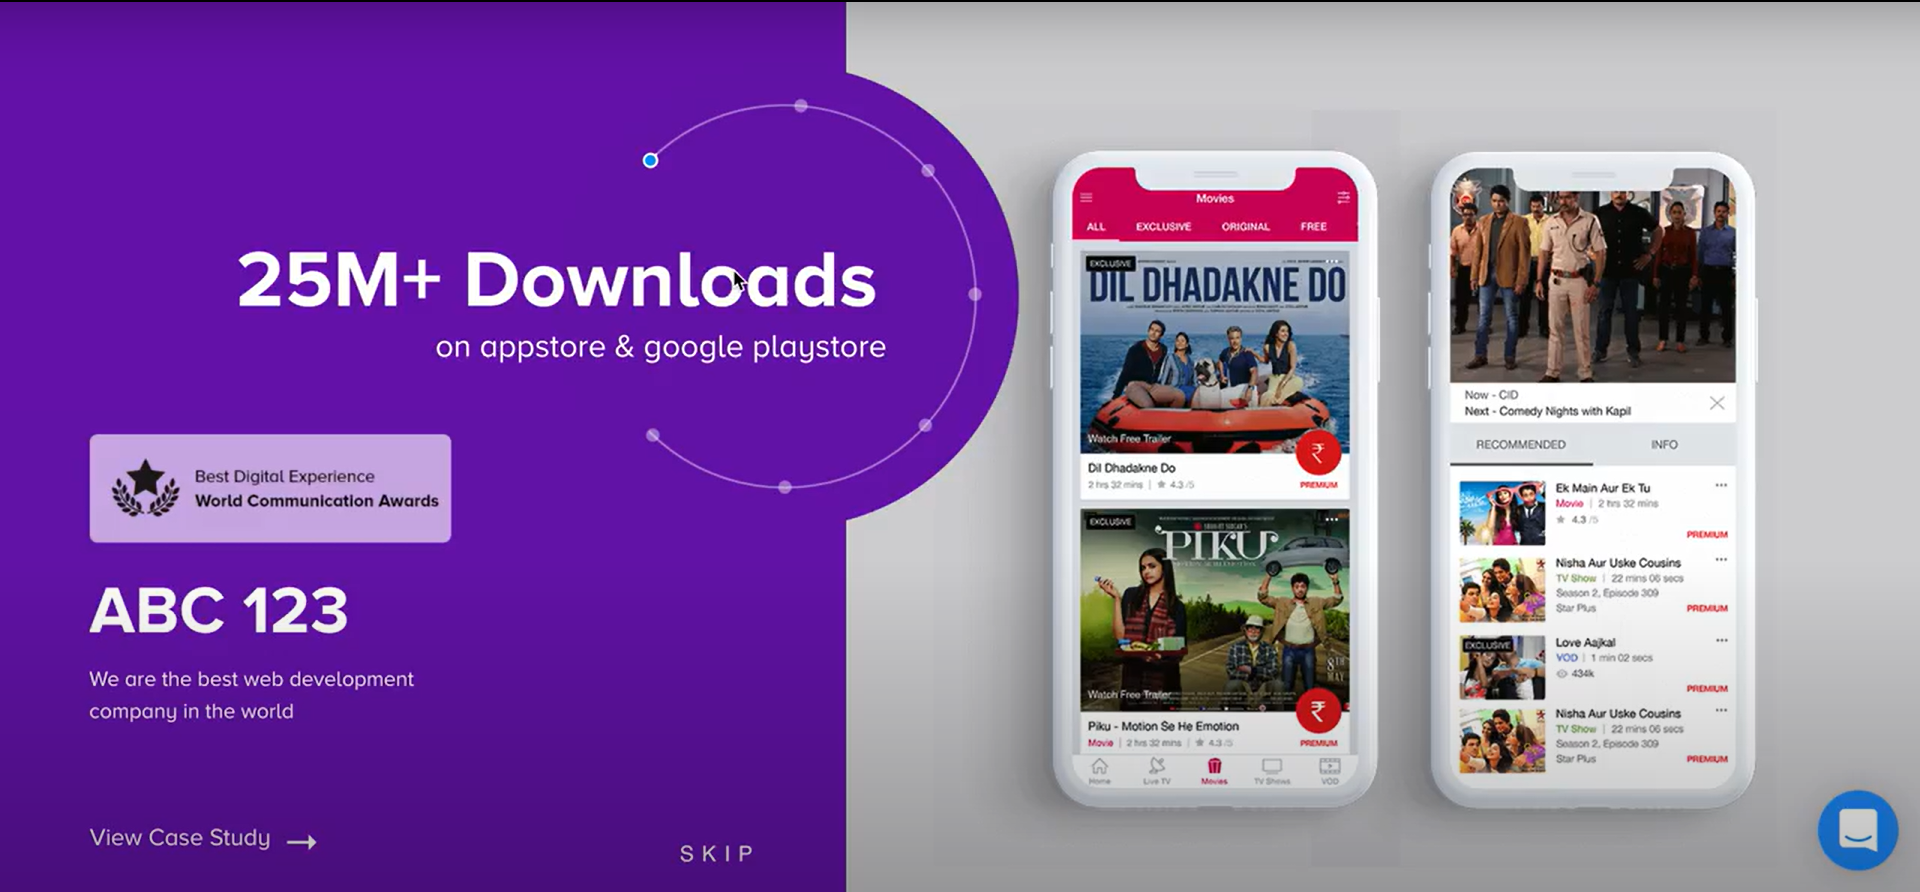 25M+ Downloads
on appstore & google playstore
Best Digital Experience
World Communication Awards
ABC 123
We are the best web development
company in the world
View Case Study
SKIP
Movies
ALL EXCLUSIVE ORIGINAL FREE
EXCLUSIVE
DIL DHADAKNE DO
Watch Free Trailer
₹
Dil Dhadakne Do
2 hrs 32 mins | 4.3 /5
PREMIUM
EXCLUSIVE
PIKU
MOTION SE HI EMOTION
8TH
MAY
Watch Free Trailer
₹
Piku - Motion Se He Emotion
Movie | 2 hrs 32 mins | 4.3 /5
PREMIUM
Home Live TV Movies TV Shows VOD
Now - CID
Next - Comedy Nights with Kapil
RECOMMENDED INFO
Ek Main Aur Ek Tu
Movie | 2 hrs 32 mins
4.3 /5
PREMIUM
Nisha Aur Uske Cousins
TV Show | 22 mins 06 secs
Season 2, Episode 309
Star Plus
PREMIUM
EXCLUSIVE
Love Aajkal
VOD | 1 min 02 secs
434k
PREMIUM
Nisha Aur Uske Cousins
TV Show | 22 mins 06 secs
Season 2, Episode 309
Star Plus
PREMIUM